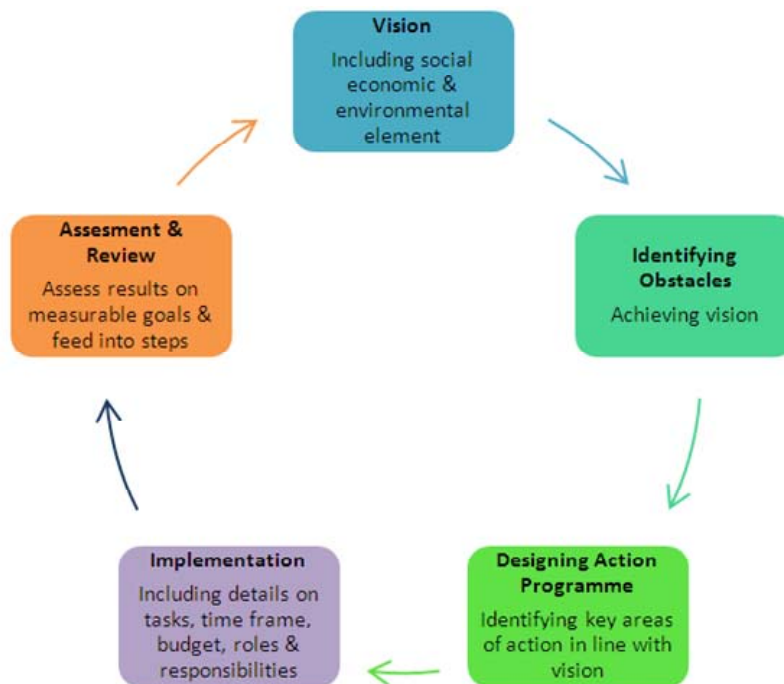 Vision
Including social
economic &
environmental
element
Identifying
Obstacles
Achieving vision
Designing Action
Programme
Identifying key areas
of action in line with
vision
Implementation
Including details on
tasks, time frame,
budget, roles &
responsibilities
Assesment &
Review
Assess results on
measurable goals &
feed into steps